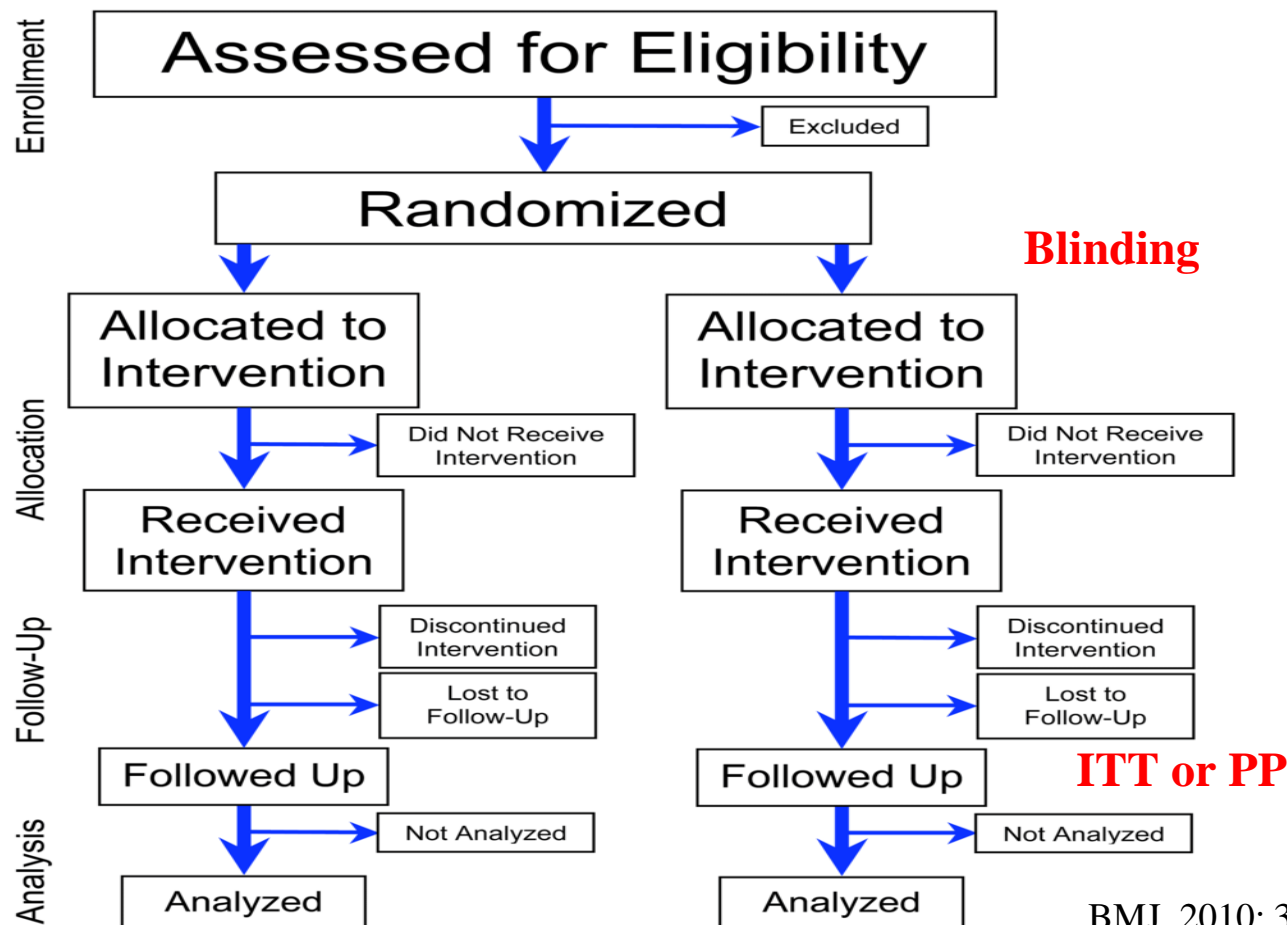 Enrollment
Assessed for Eligibility
Excluded
Randomized
Blinding
Allocated to
Intervention
Allocated to
Intervention
Allocation
Did Not Receive
Intervention
Did Not Receive
Intervention
Received
Intervention
Received
Intervention
Follow-Up
Discontinued
Intervention
Discontinued
Intervention
Lost to
Follow-Up
Lost to
Follow-Up
Followed Up
Followed Up
ITT or PP
Analysis
Not Analyzed
Not Analyzed
Analyzed
Analyzed
2010; 3